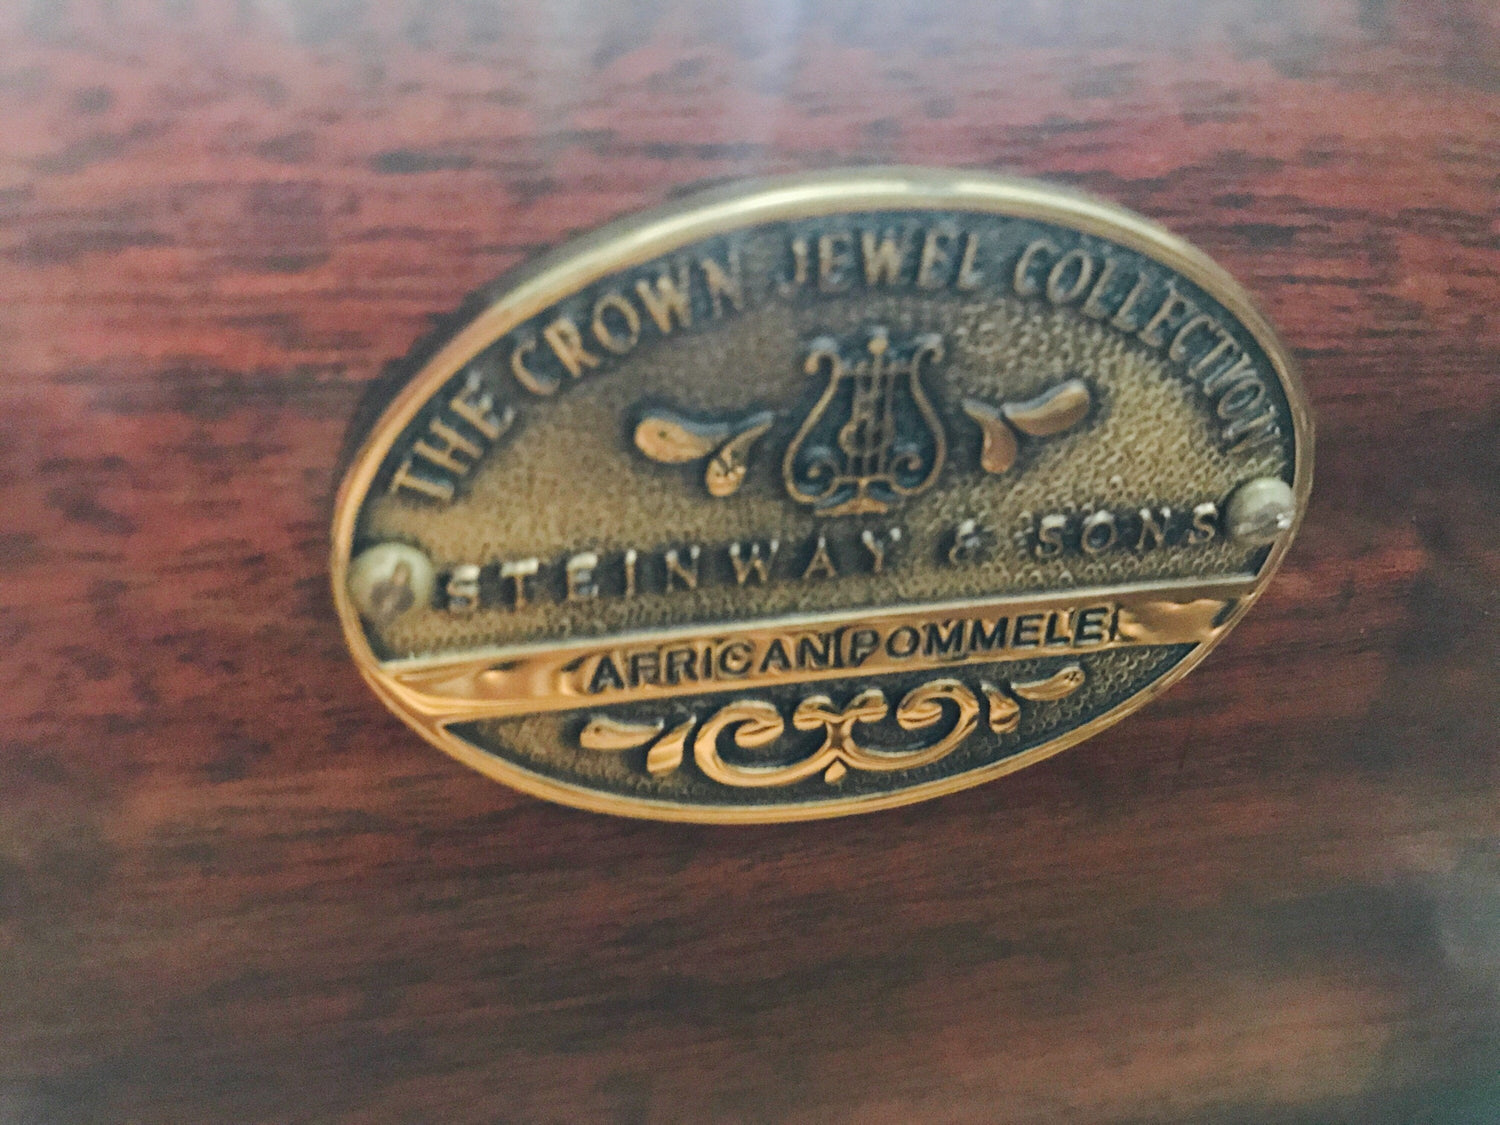 THE CROWN JEWEL COLLECTION
STEINWAY & SONS
AFRICAN POMMELE